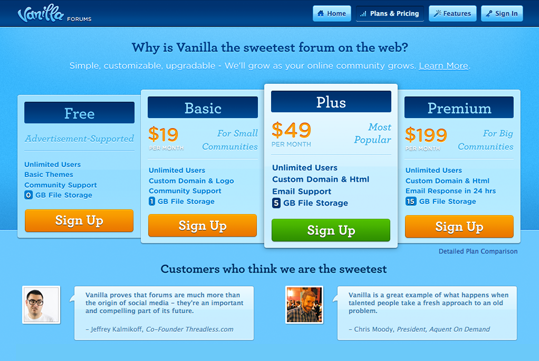 Vanilla FORUMS
Home
Plans & Pricing
Features
Sign In
Why is Vanilla the sweetest forum on the web?
Simple, customizable, upgradable - We'll grow as your online community grows. Learn More.
Free
Advertisement-Supported
Unlimited Users
Basic Themes
Community Support
0 GB File Storage
Sign Up
Basic
$19
PER MONTH
For Small
Communities
Unlimited Users
Custom Domain & Logo
Community Support
1 GB File Storage
Sign Up
Plus
$49
PER MONTH
Most
Popular
Unlimited Users
Custom Domain & Html
Email Support
5 GB File Storage
Sign Up
Premium
$199
PER MONTH
For Big
Communities
Unlimited Users
Custom Domain & Html
Email Response in 24 hrs
15 GB File Storage
Sign Up
Detailed Plan Comparison
Customers who think we are the sweetest
Vanilla proves that forums are much more than
the origin of social media – they're an important
and compelling part of its future.
– Jeffrey Kalmikoff, Co-Founder Threadless.com
Vanilla is a great example of what happens when
talented people take a fresh approach to an old
problem.
– Chris Moody, President, Aquent On Demand